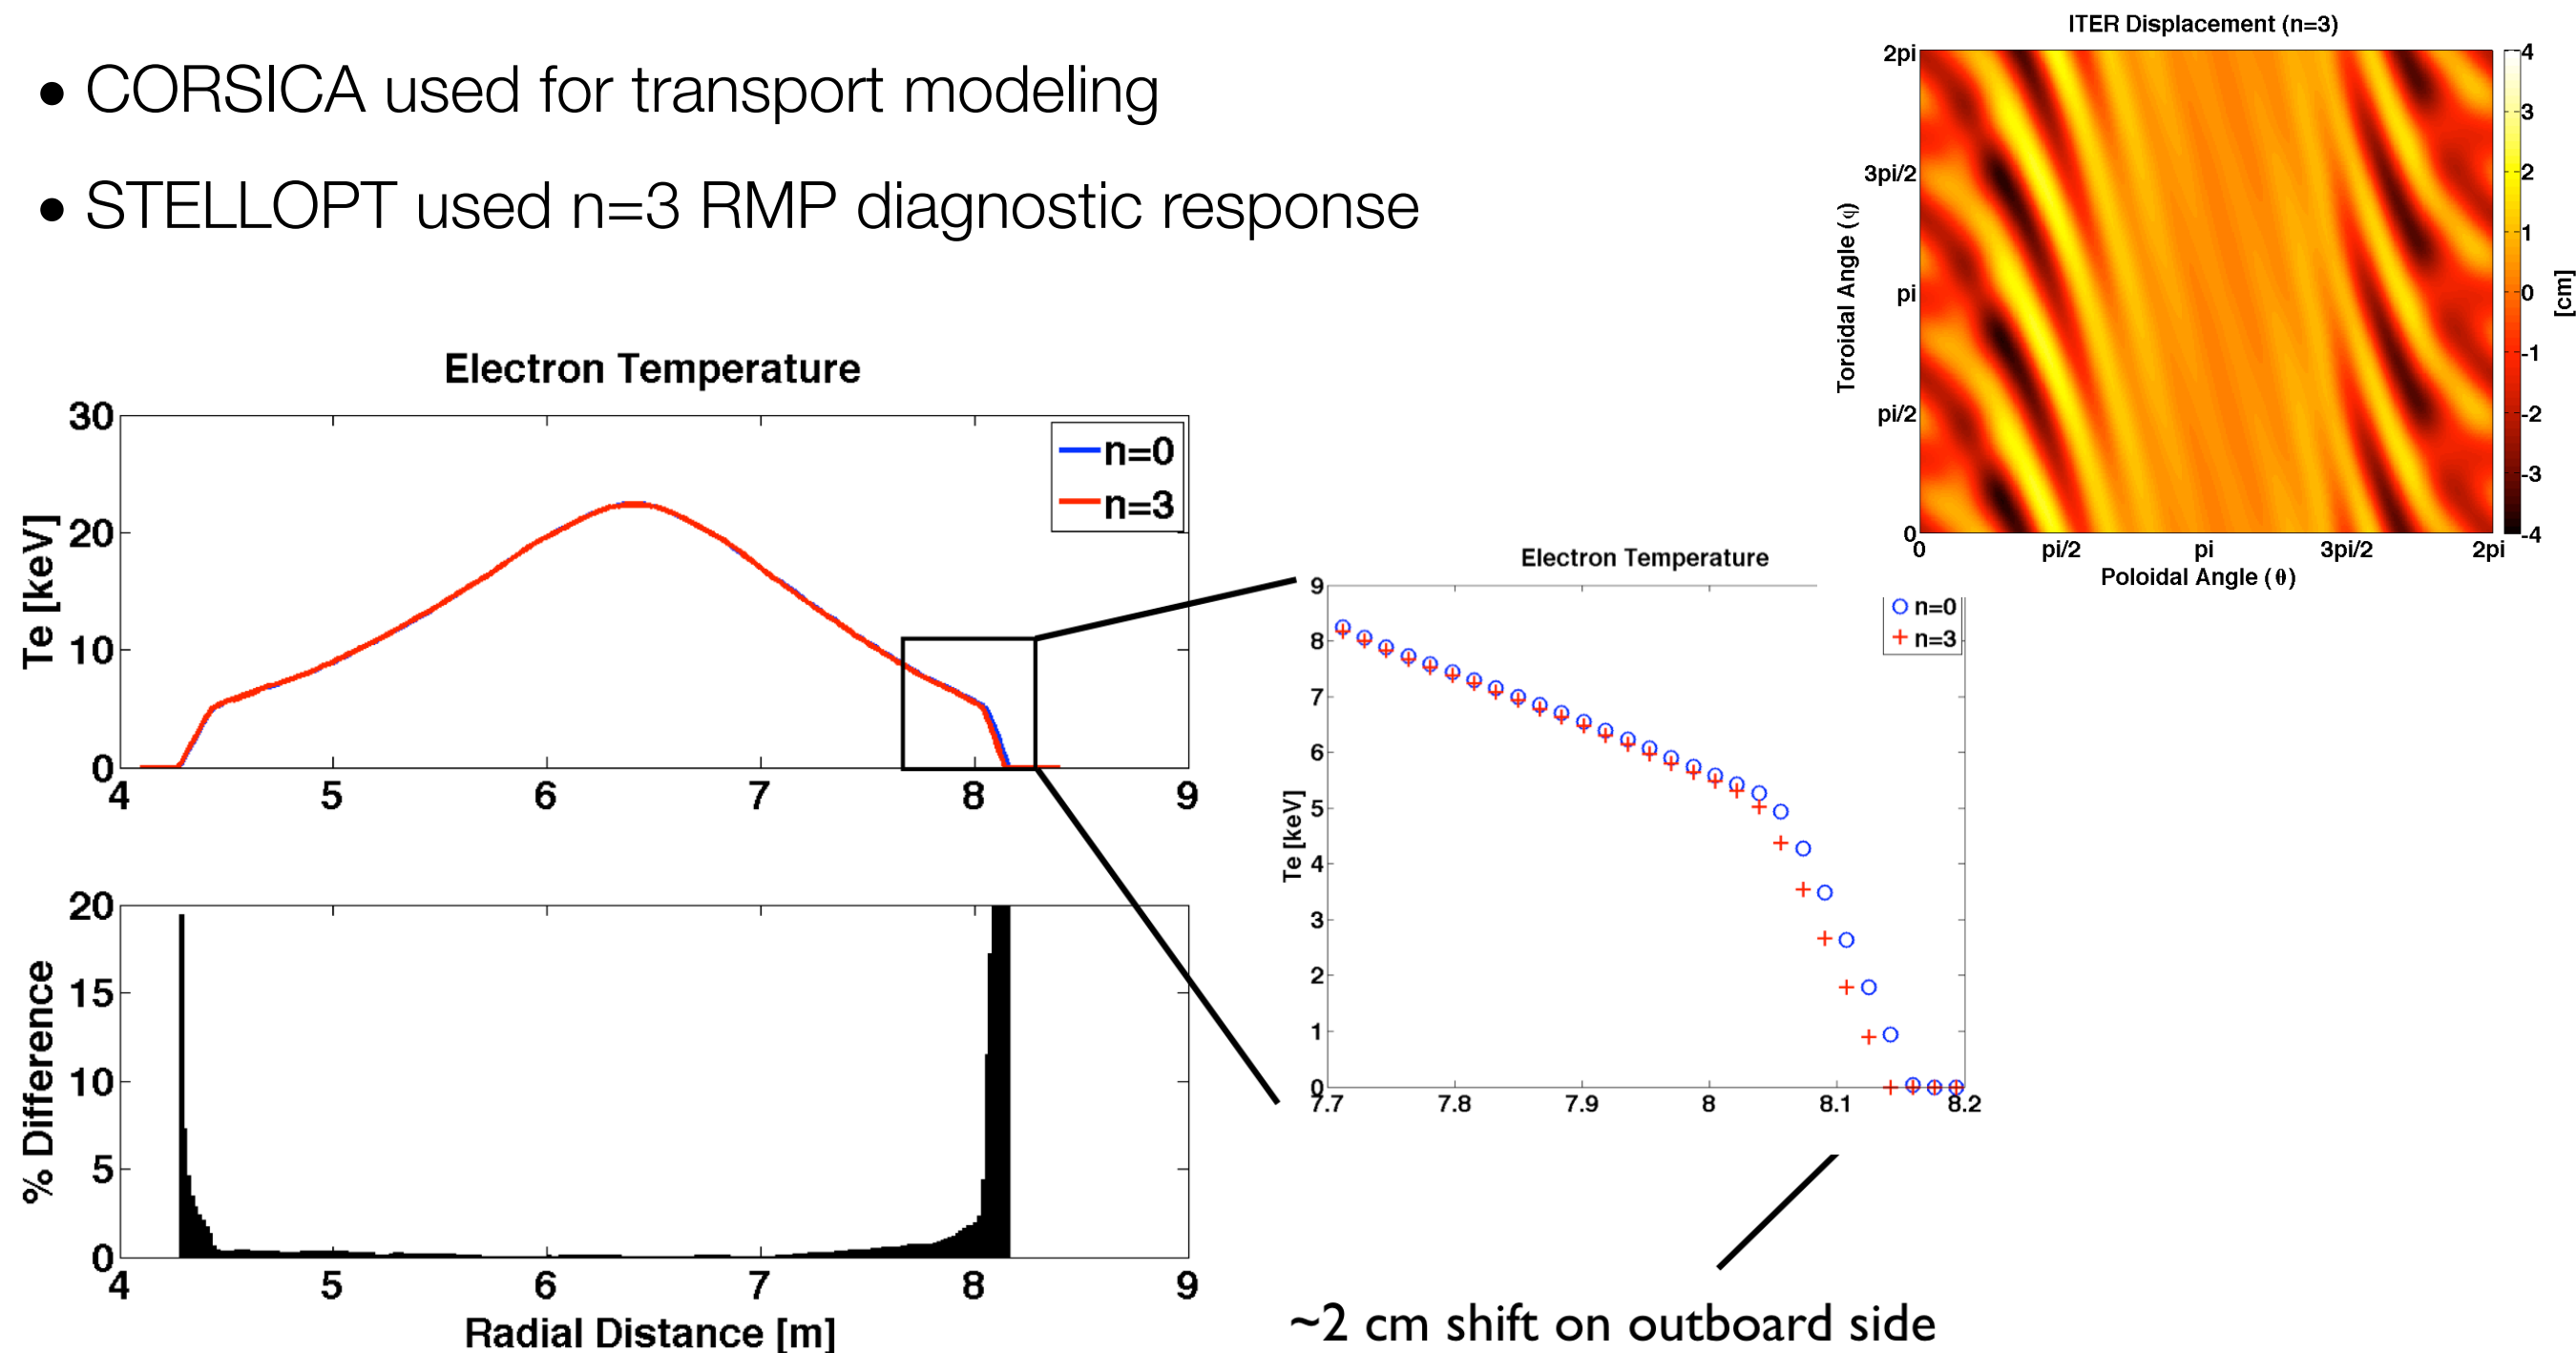 • CORSICA used for transport modeling
• STELLOPT used n=3 RMP diagnostic response
ITER Displacement (n=3)
2pi
3pi/2
pi
pi/2
0
Toroidal Angle (φ)
0 pi/2 pi 3pi/2 2pi
Poloidal Angle (θ)
4
3
2
1
0
-1
-2
-3
-4
[cm]
Electron Temperature
30
20
10
0
Te [keV]
n=0
n=3
4 5 6 7 8 9
20
15
10
5
0
% Difference
4 5 6 7 8 9
Radial Distance [m]
Electron Temperature
9
8
7
6
5
4
3
2
1
0
Te [keV]
n=0
n=3
7.7 7.8 7.9 8 8.1 8.2
~2 cm shift on outboard side